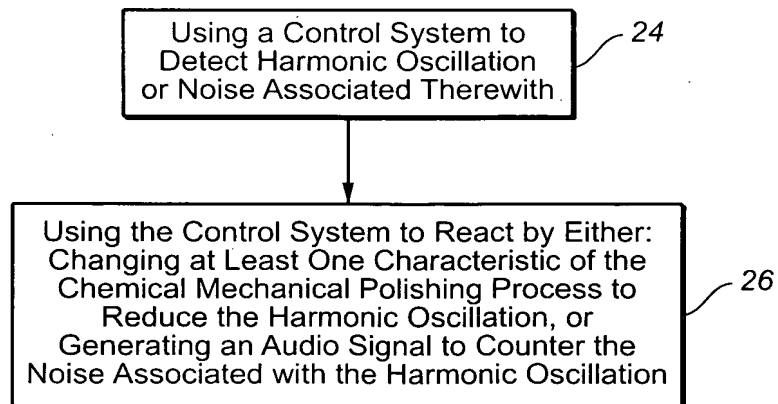 Using a Control System to
Detect Harmonic Oscillation
or Noise Associated Therewith
24
Using the Control System to React by Either:
Changing at Least One Characteristic of the
Chemical Mechanical Polishing Process to
Reduce the Harmonic Oscillation, or
Generating an Audio Signal to Counter the
Noise Associated with the Harmonic Oscillation
26